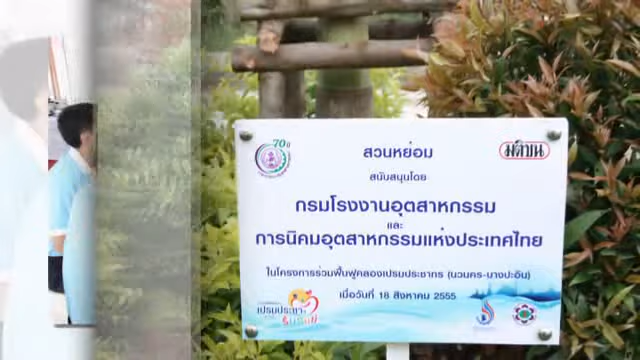 70 ปี
มติชน
สวนหย่อม
สนับสนุนโดย
กรมโรงงานอุตสาหกรรม
และ
การนิคมอุตสาหกรรมแห่งประเทศไทย
ในโครงการร่วมฟื้นฟูคลองเปรมประชากร (นวนคร-บางปะอิน)
เมื่อวันที่ 18 สิงหาคม 2555
เปรมประชา